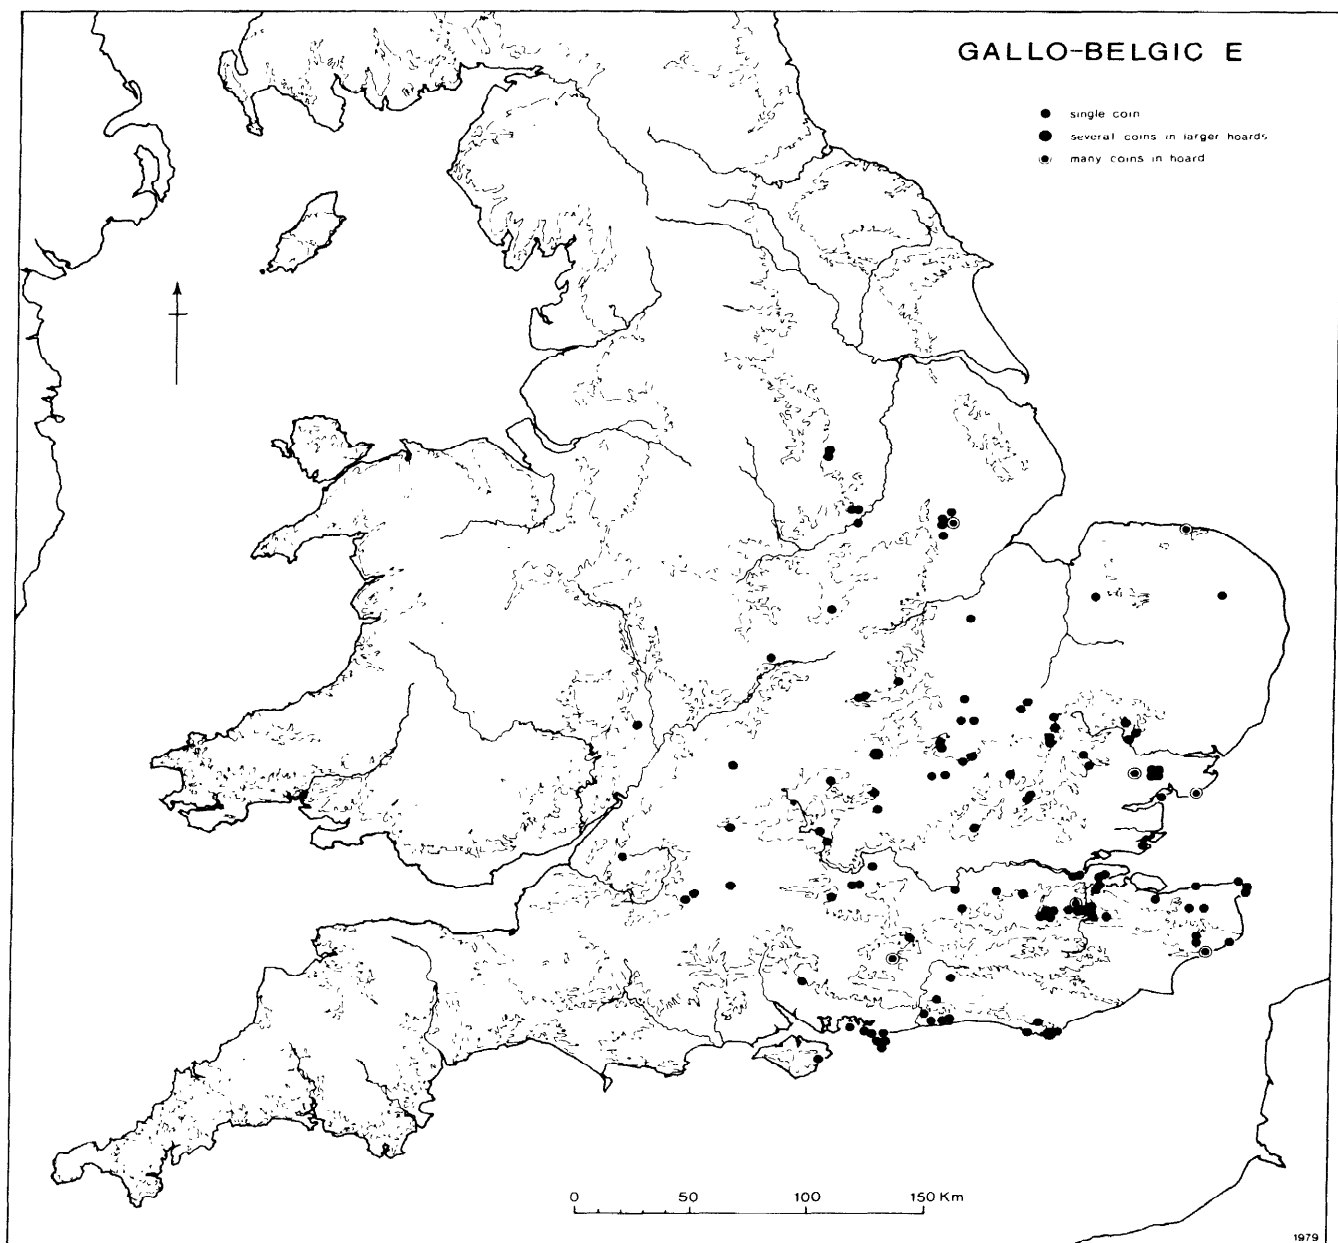 GALLO-BELGIC E
single coin
several coins in larger hoards
many coins in hoard
0 50 100 150 Km
1979